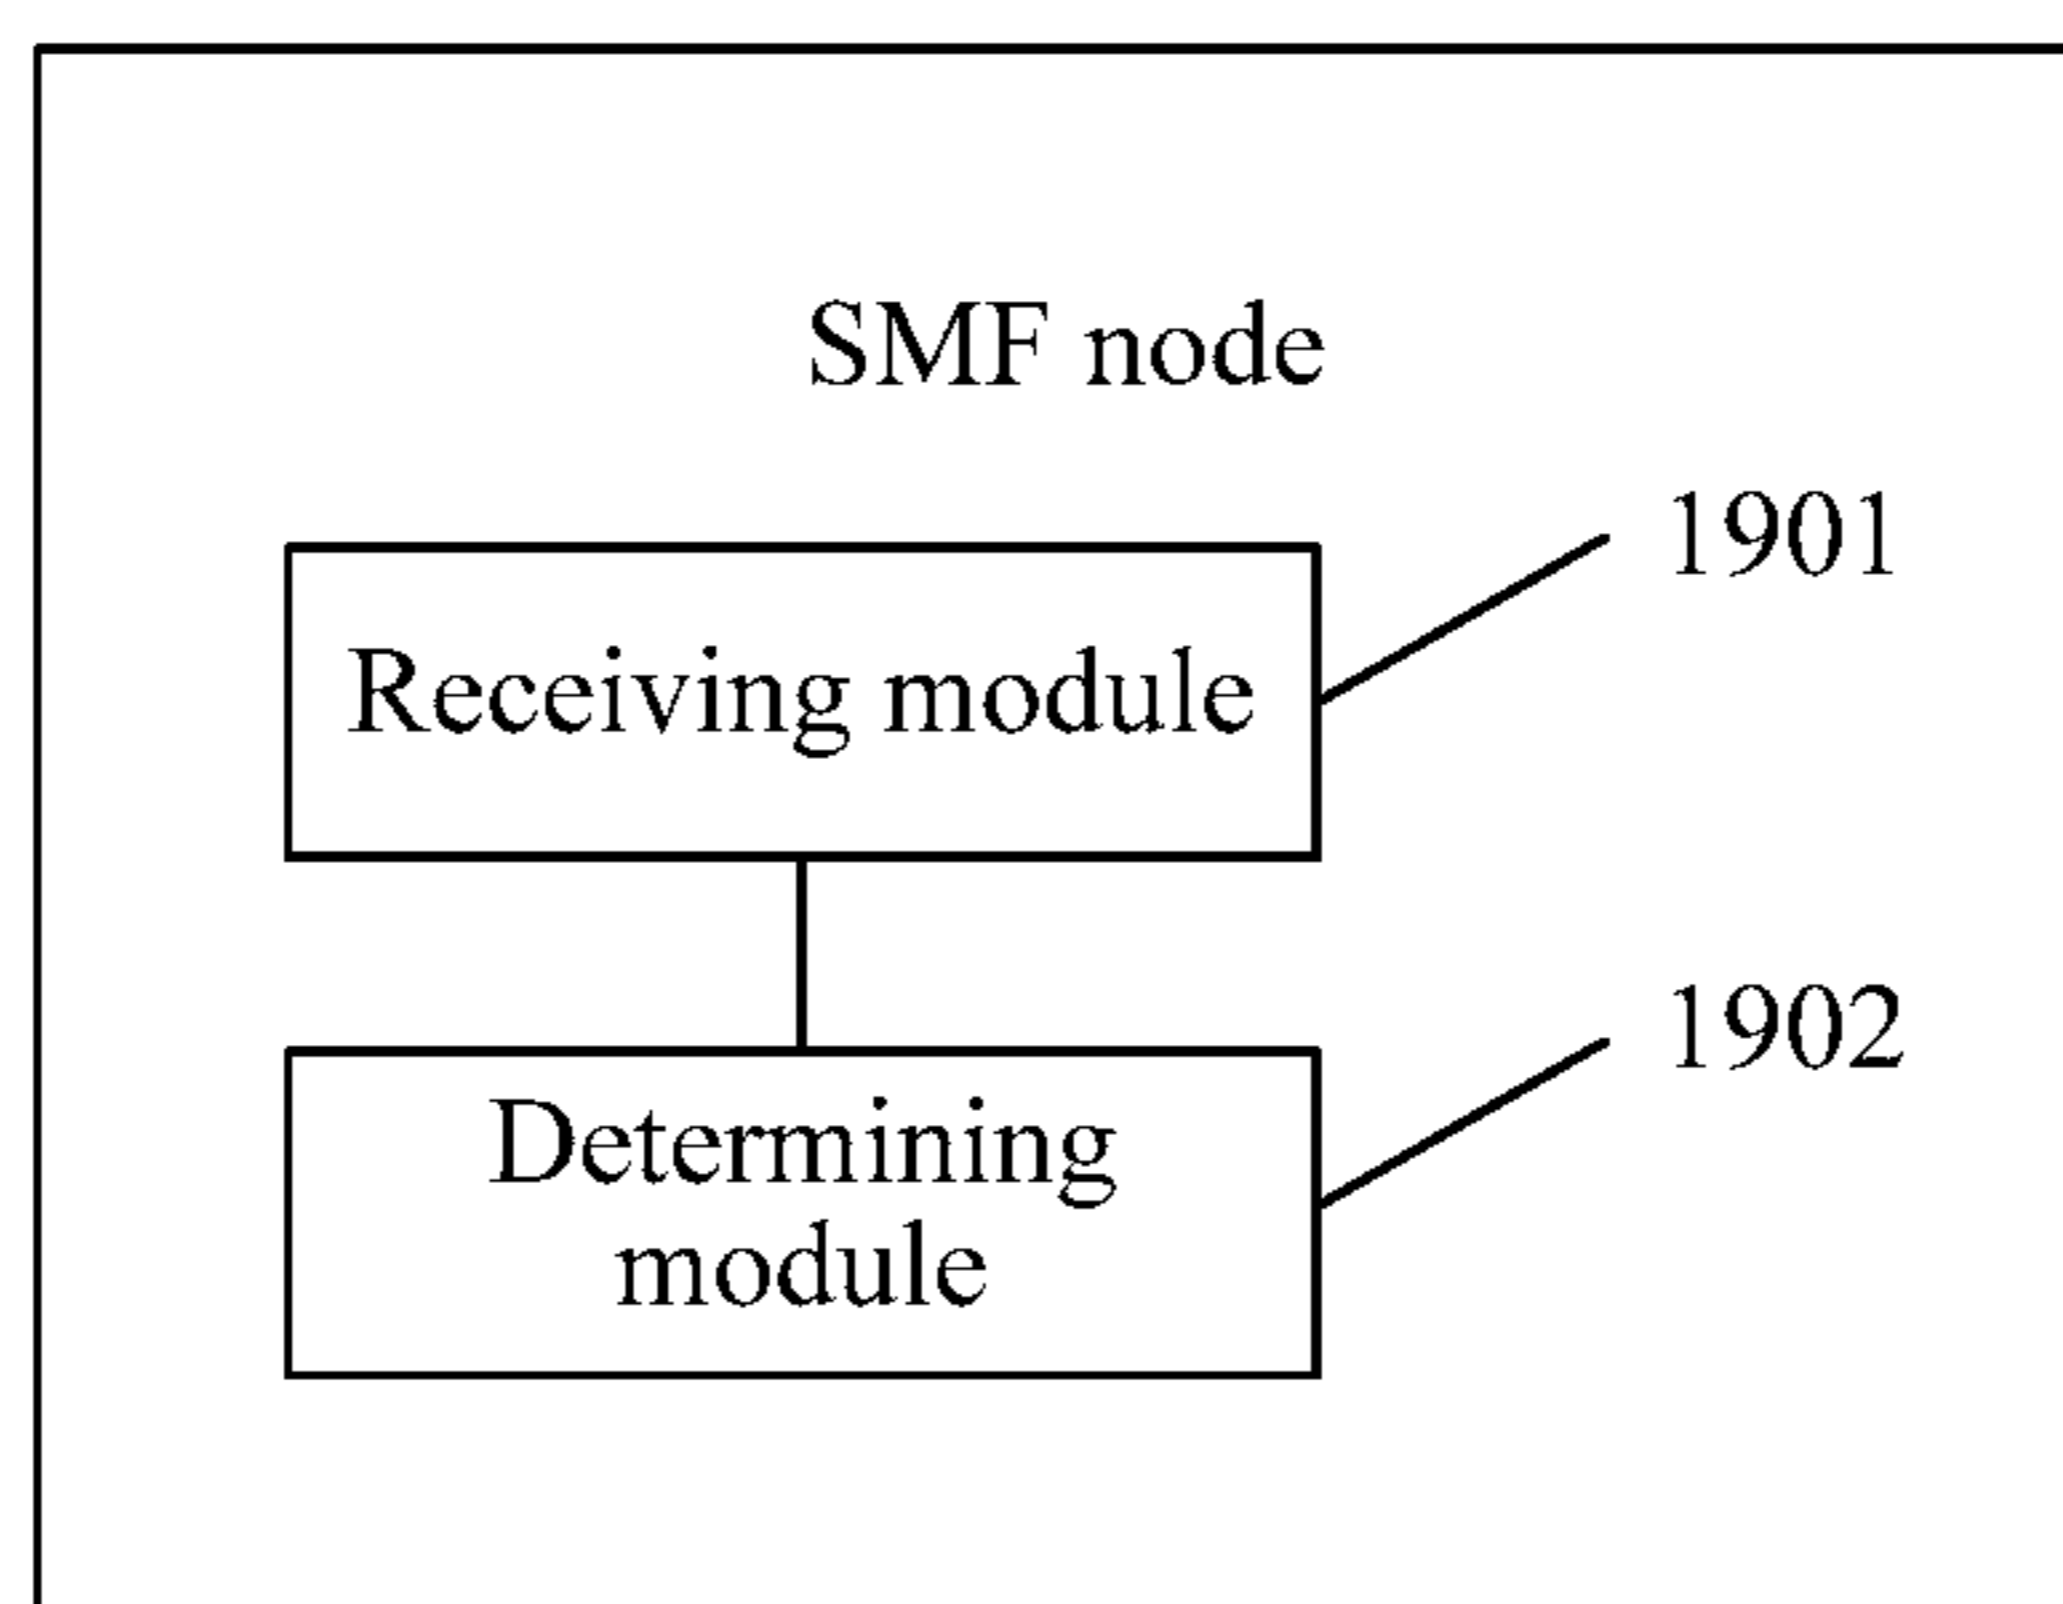 SMF node
1901
Receiving module
1902
Determining
module